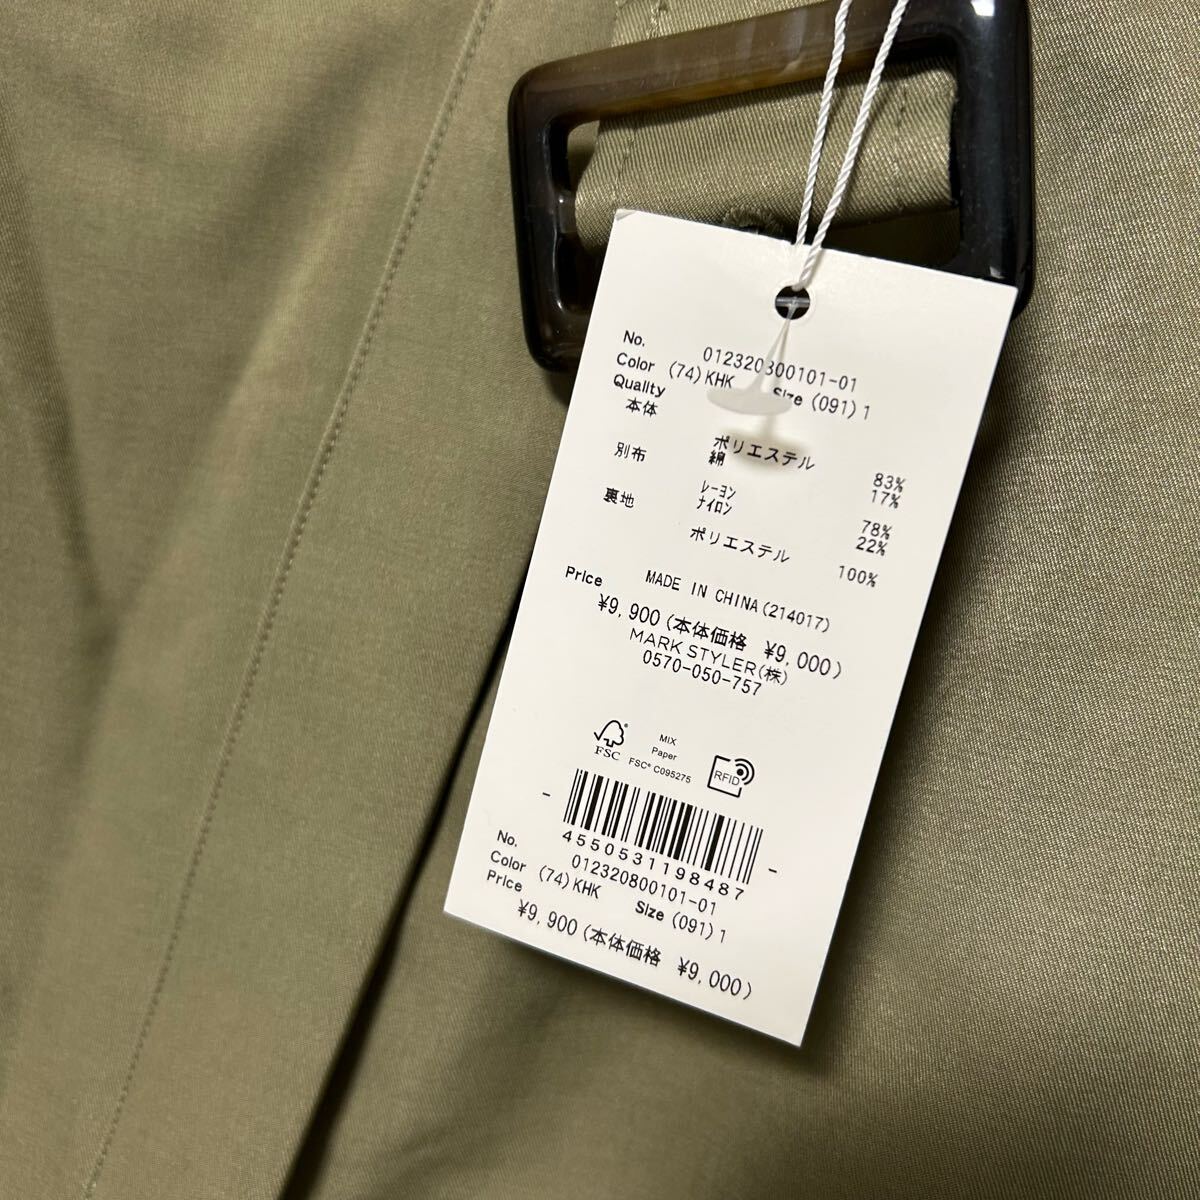 No. 012320800101-01
Color (74)KHK Size (091)1
Quality
本体 ポリエステル 83%
綿 17%
別布 レーヨン 78%
ナイロン 22%
裏地 ポリエステル 100%
MADE IN CHINA(214017)
Price ¥9,900(本体価格 ¥9,000)
MARK STYLER(株)
0570-050-757
FSC
MIX
Paper
FSC® C095275
RFID
4550531198487
No. 012320800101-01
Color (74)KHK Size (091)1
Price ¥9,900(本体価格 ¥9,000)